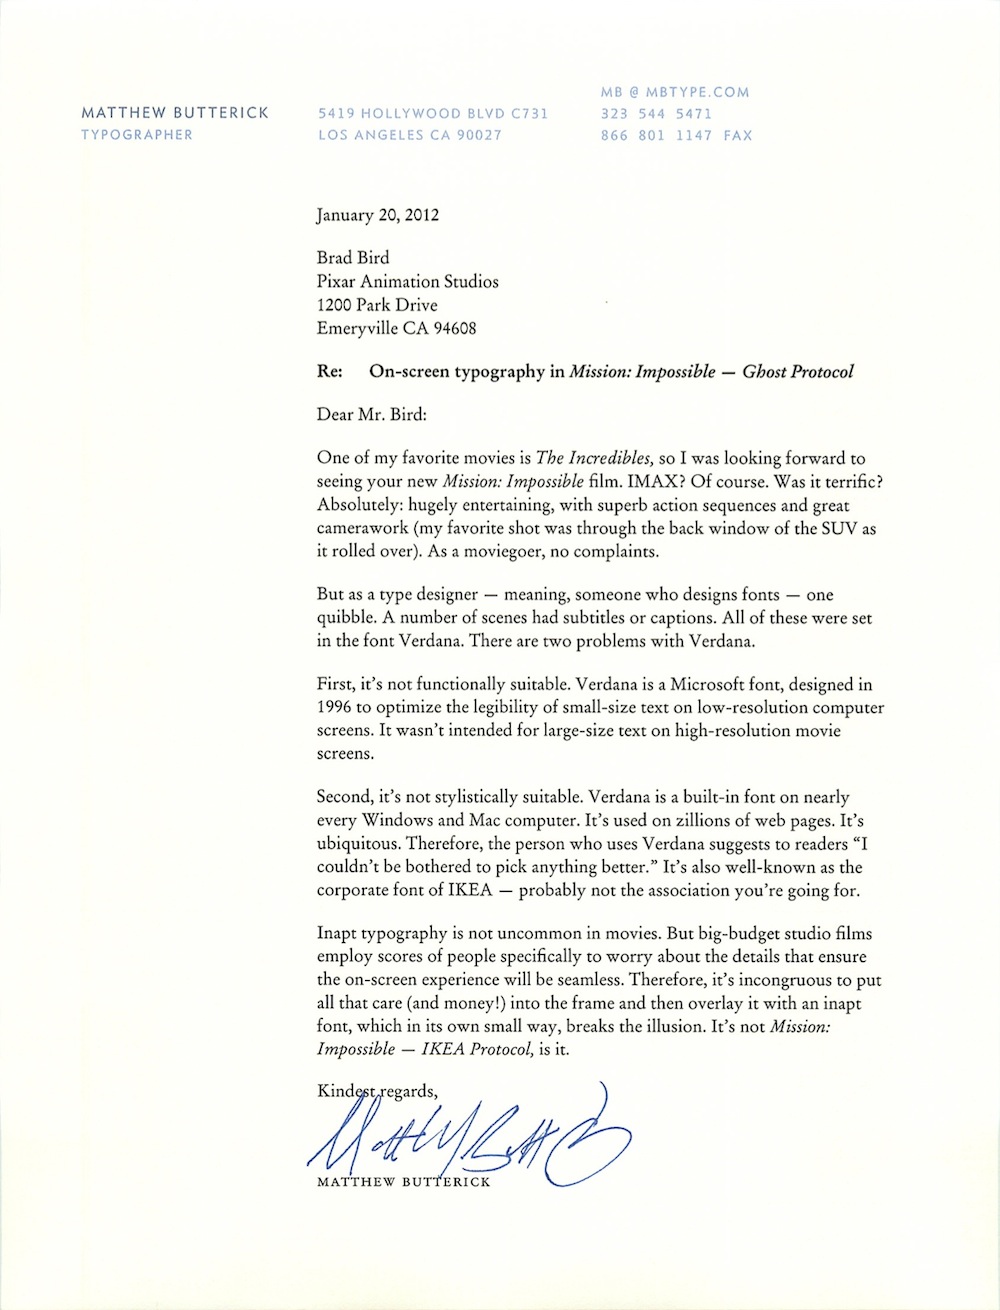 MATTHEW BUTTERICK
TYPOGRAPHER
5419 HOLLYWOOD BLVD C731
LOS ANGELES CA 90027
MB @ MBTYPE.COM
323 544 5471
866 801 1147 FAX
January 20, 2012
Brad Bird
Pixar Animation Studios
1200 Park Drive
Emeryville CA 94608
Re: On-screen typography in Mission: Impossible — Ghost Protocol
Dear Mr. Bird:
One of my favorite movies is The Incredibles, so I was looking forward to
seeing your new Mission: Impossible film. IMAX? Of course. Was it terrific?
Absolutely: hugely entertaining, with superb action sequences and great
camerawork (my favorite shot was through the back window of the SUV as
it rolled over). As a moviegoer, no complaints.
But as a type designer — meaning, someone who designs fonts — one
quibble. A number of scenes had subtitles or captions. All of these were set
in the font Verdana. There are two problems with Verdana.
First, it’s not functionally suitable. Verdana is a Microsoft font, designed in
1996 to optimize the legibility of small-size text on low-resolution computer
screens. It wasn’t intended for large-size text on high-resolution movie
screens.
Second, it’s not stylistically suitable. Verdana is a built-in font on nearly
every Windows and Mac computer. It’s used on zillions of web pages. It’s
ubiquitous. Therefore, the person who uses Verdana suggests to readers “I
couldn’t be bothered to pick anything better.” It’s also well-known as the
corporate font of IKEA — probably not the association you’re going for.
Inapt typography is not uncommon in movies. But big-budget studio films
employ scores of people specifically to worry about the details that ensure
the on-screen experience will be seamless. Therefore, it’s incongruous to put
all that care (and money!) into the frame and then overlay it with an inapt
font, which in its own small way, breaks the illusion. It’s not Mission:
Impossible — IKEA Protocol, is it.
Kindest regards,
Matthew Butterick
MATTHEW BUTTERICK